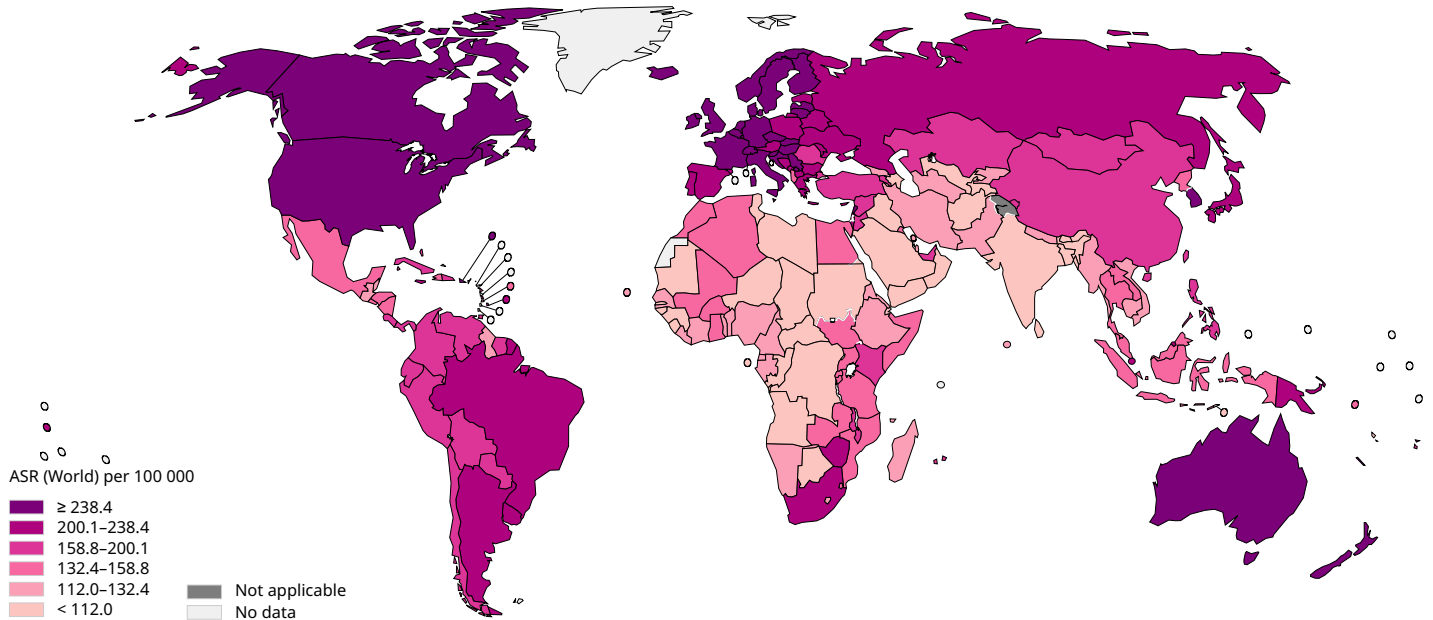 ASR (World) per 100 000
≥ 238.4
200.1–238.4
158.8–200.1
132.4–158.8
112.0–132.4
< 112.0
Not applicable
No data